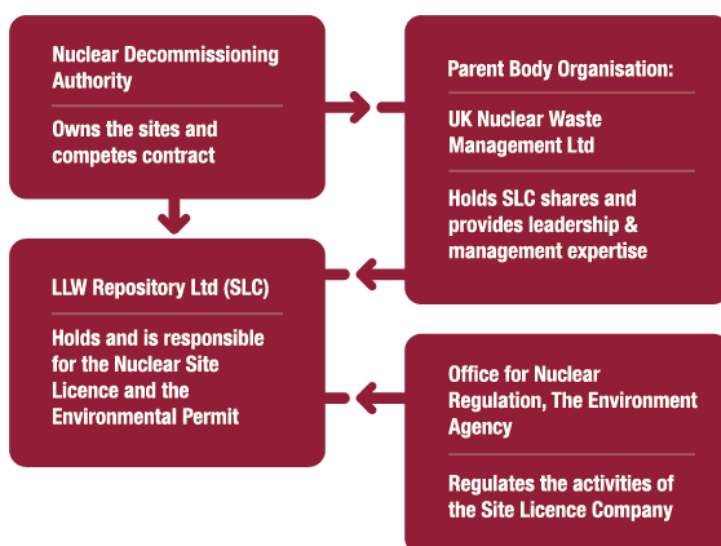 Nuclear Decommissioning
Authority
Owns the sites and
competes contract
Parent Body Organisation:
UK Nuclear Waste
Management Ltd
Holds SLC shares and
provides leadership &
management expertise
LLW Repository Ltd (SLC)
Holds and is responsible
for the Nuclear Site
Licence and the
Environmental Permit
Office for Nuclear
Regulation, The Environment
Agency
Regulates the activities of
the Site Licence Company